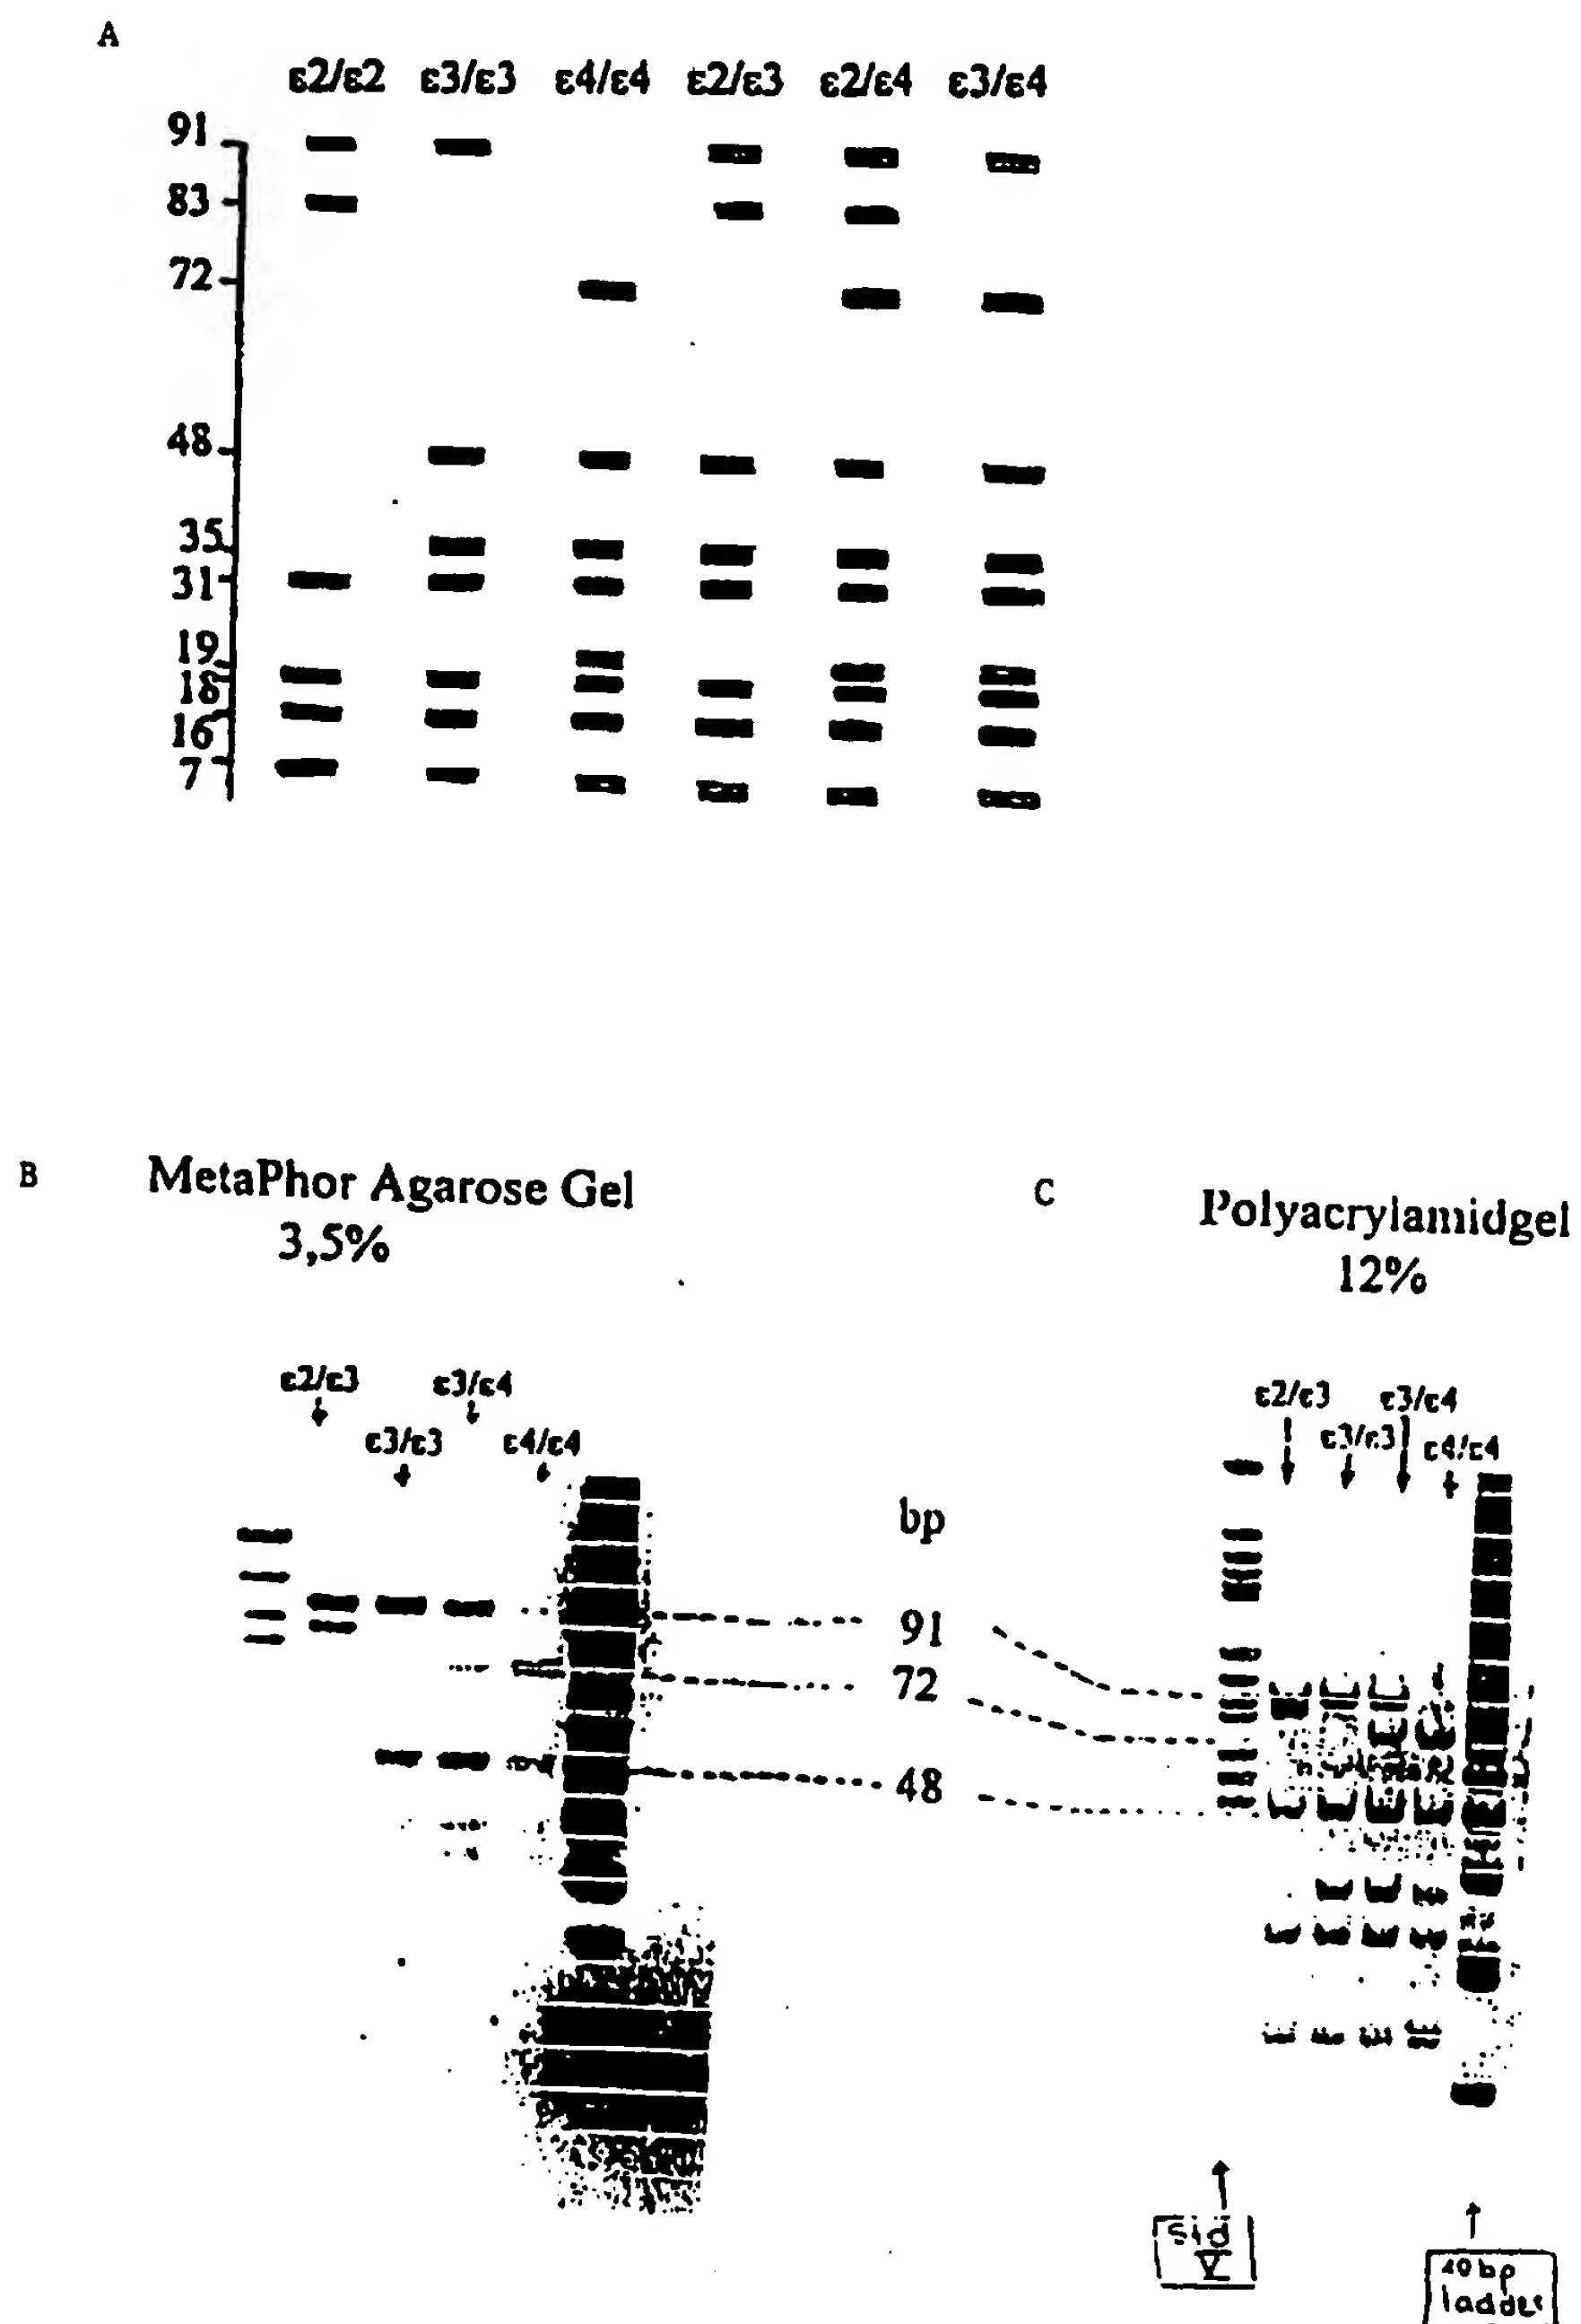 A
ε2/ε2 ε3/ε3 ε4/ε4 ε2/ε3 ε2/ε4 ε3/ε4
91
83
72
48
35
31
19
18
16
7
B
MetaPhor Agarose Gel
3,5%
C
Polyacrylamidgel
12%
ε2/ε3
ε3/ε4
ε3/ε3
ε4/ε4
bp
91
72
48
ε2/ε3
ε3/ε4
ε3/ε3
ε4/ε4
Std
V
10 bp
ladder